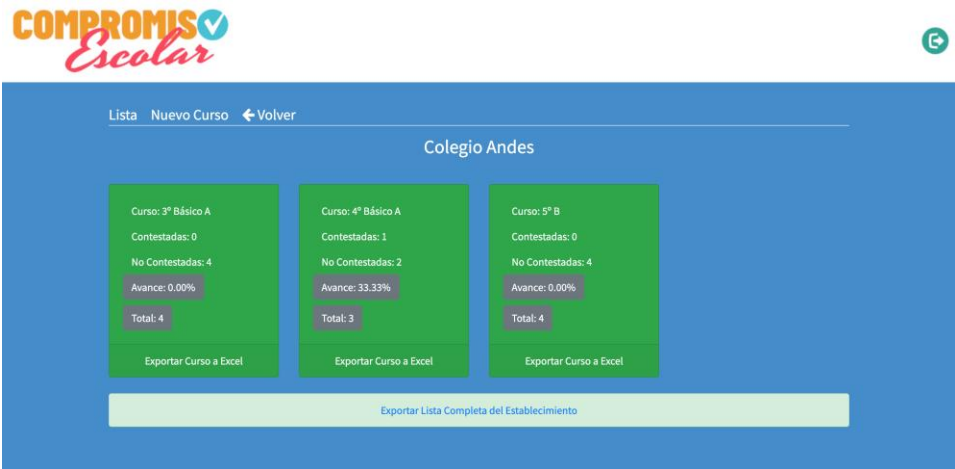 COMPROMISO
Escolar
Lista Nuevo Curso Volver
Colegio Andes
Curso: 3º Básico A
Contestadas: 0
No Contestadas: 4
Avance: 0.00%
Total: 4
Exportar Curso a Excel
Curso: 4º Básico A
Contestadas: 1
No Contestadas: 2
Avance: 33.33%
Total: 3
Exportar Curso a Excel
Curso: 5º B
Contestadas: 0
No Contestadas: 4
Avance: 0.00%
Total: 4
Exportar Curso a Excel
Exportar Lista Completa del Establecimiento